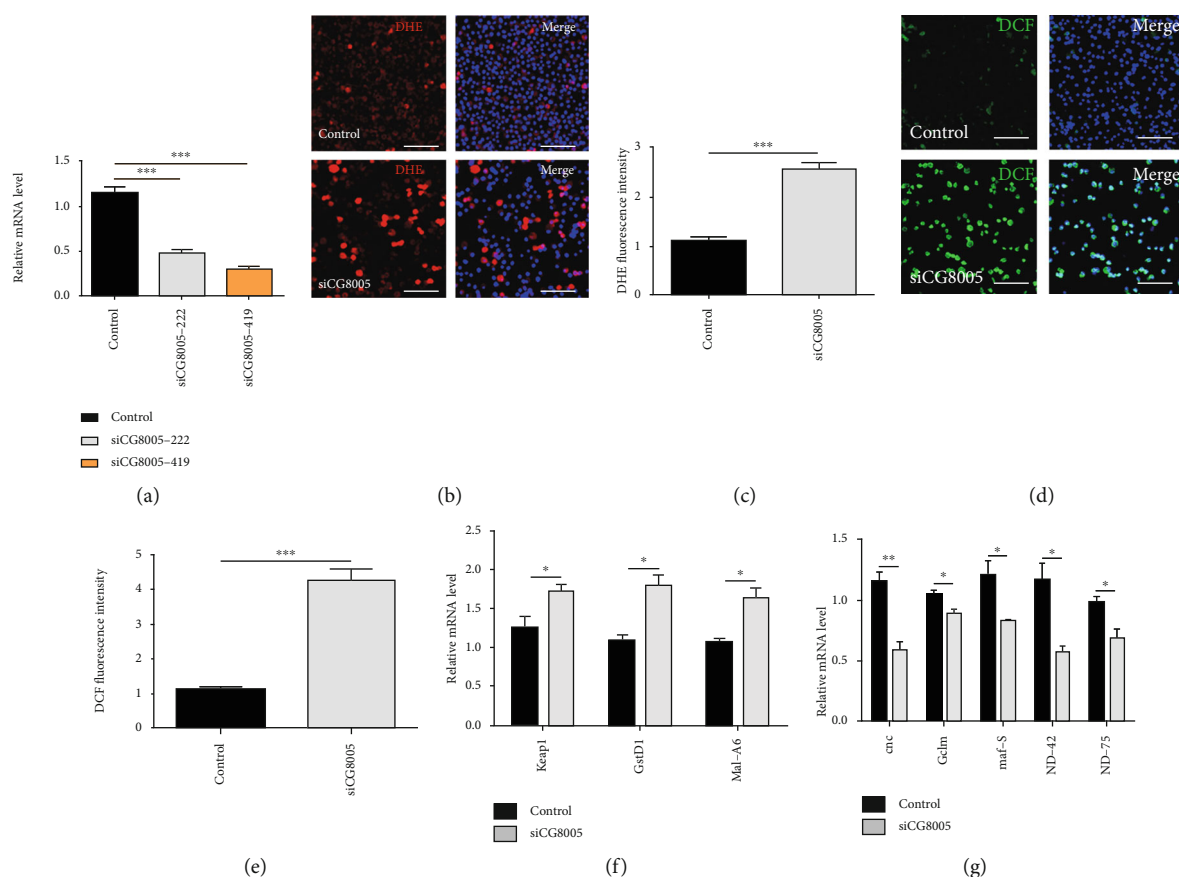 1.5
1.0
0.5
0.0
Relative mRNA level
***
***
Control
siCG8005–222
siCG8005–419
Control
siCG8005–222
siCG8005–419
(a)
DHE
Merge
Control
DHE
Merge
siCG8005
(b)
3
2
1
0
DHE fluorescence intensity
***
Control
siCG8005
(c)
DCF
Merge
Control
DCF
Merge
siCG8005
(d)
5
4
3
2
1
0
DCF fluorescence intensity
***
Control
siCG8005
(e)
2.5
2.0
1.5
1.0
0.5
0.0
Relative mRNA level
*
*
*
Keap1
GstD1
Mal–A6
Control
siCG8005
(f)
1.5
1.0
0.5
0.0
Relative mRNA level
**
*
*
*
*
cnc
Gclm
maf–S
ND–42
ND–75
Control
siCG8005
(g)